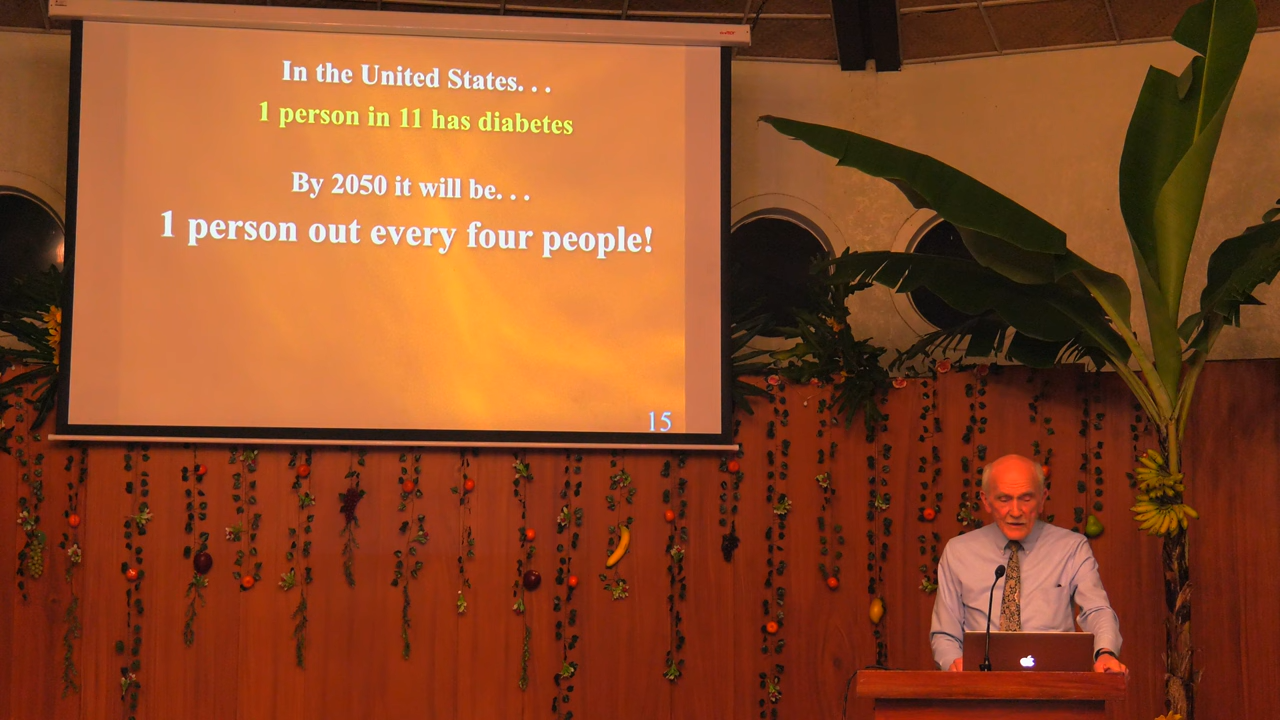 In the United States. . .
1 person in 11 has diabetes
By 2050 it will be. . .
1 person out every four people!
15